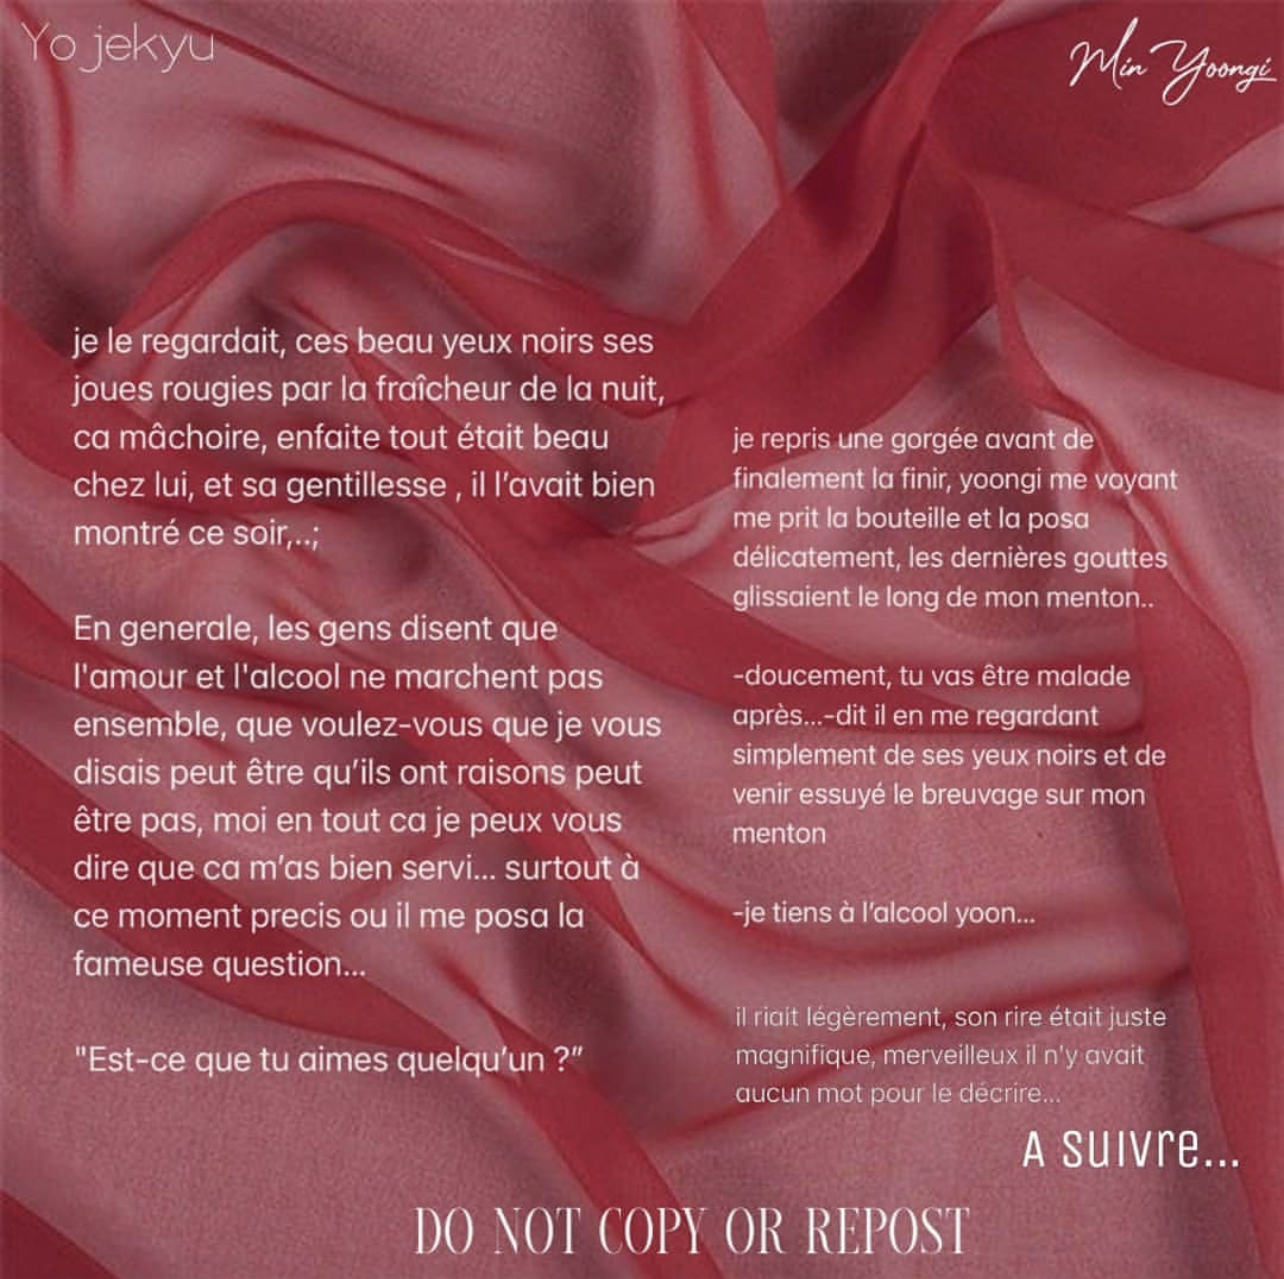 Yo jekyu
Min Yoongi
je le regardait, ces beau yeux noirs ses
joues rougies par la fraîcheur de la nuit,
ca mâchoire, enfaite tout était beau
chez lui, et sa gentillesse , il l’avait bien
montré ce soir,..;
En generale, les gens disent que
l'amour et l'alcool ne marchent pas
ensemble, que voulez-vous que je vous
disais peut être qu’ils ont raisons peut
être pas, moi en tout ca je peux vous
dire que ca m’as bien servi... surtout à
ce moment precis ou il me posa la
fameuse question...
"Est-ce que tu aimes quelqu’un ?”
je repris une gorgée avant de
finalement la finir, yoongi me voyant
me prit la bouteille et la posa
délicatement, les dernières gouttes
glissaient le long de mon menton..
-doucement, tu vas être malade
après...-dit il en me regardant
simplement de ses yeux noirs et de
venir essuyé le breuvage sur mon
menton
-je tiens à l’alcool yoon...
il riait légèrement, son rire était juste
magnifique, merveilleux il n'y avait
aucun mot pour le décrire...
A suivre...
DO NOT COPY OR REPOST